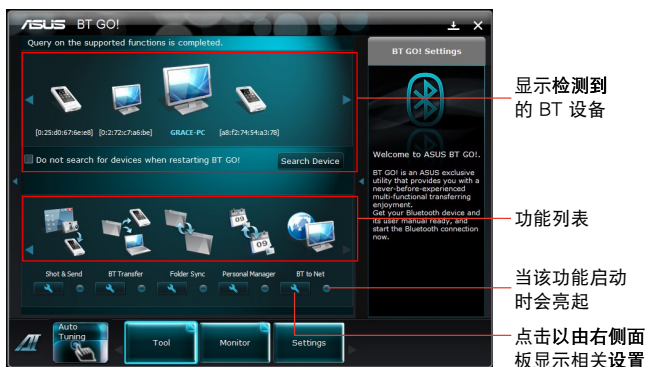 ASUS BT GO!
Query on the supported functions is completed.
[0:25:d0:67:6e:e8] [0:2:72:c7:a6:be] GRACE-PC [a8:f2:74:54:a3:78]
Do not search for devices when restarting BT GO! Search Device
Shot & Send BT Transfer Folder Sync Personal Manager BT to Net
Auto
Tuning
Tool Monitor Settings
BT GO! Settings
Welcome to ASUS BT GO!.
BT GO! is an ASUS exclusive
utility that provides you with a
never-before-experienced
multi-functional transferring
enjoyment.
Get your Bluetooth device and
its user manual ready, and
start the Bluetooth connection
now.
显示检测到
的 BT 设备
功能列表
当该功能启动
时会亮起
点击以由右侧面
板显示相关设置